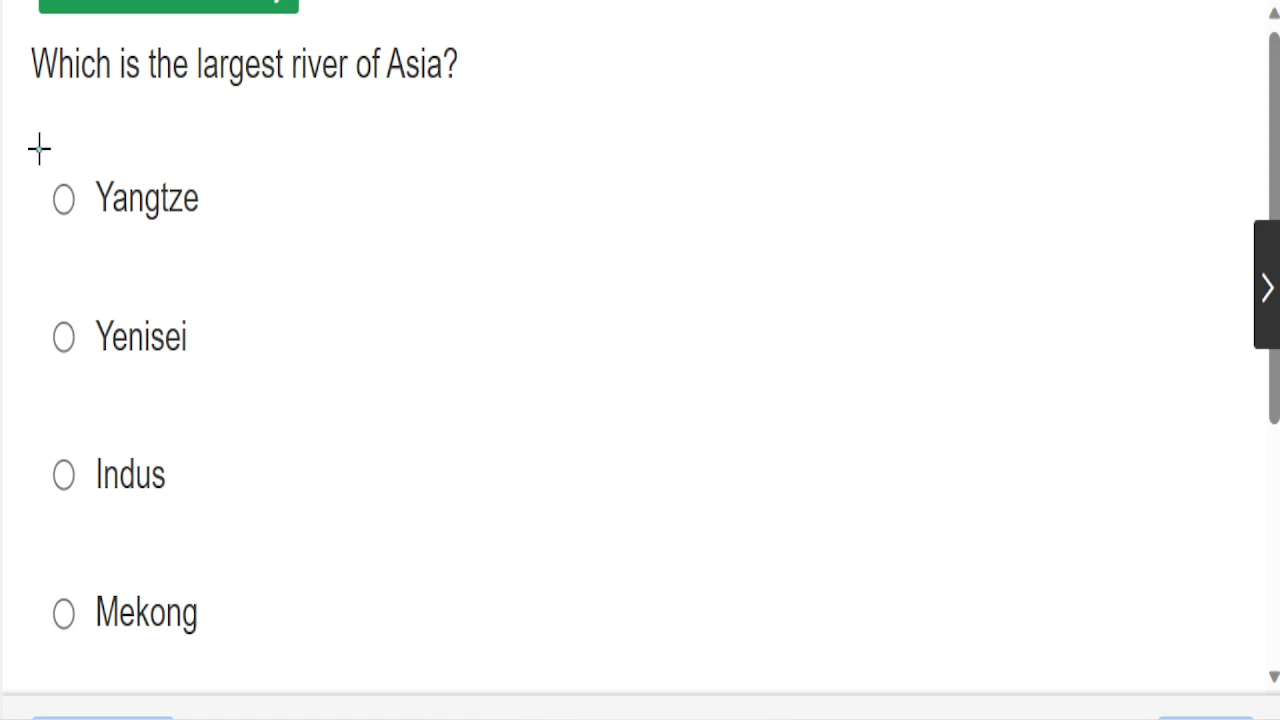 Which is the largest river of Asia?
Yangtze
Yenisei
Indus
Mekong